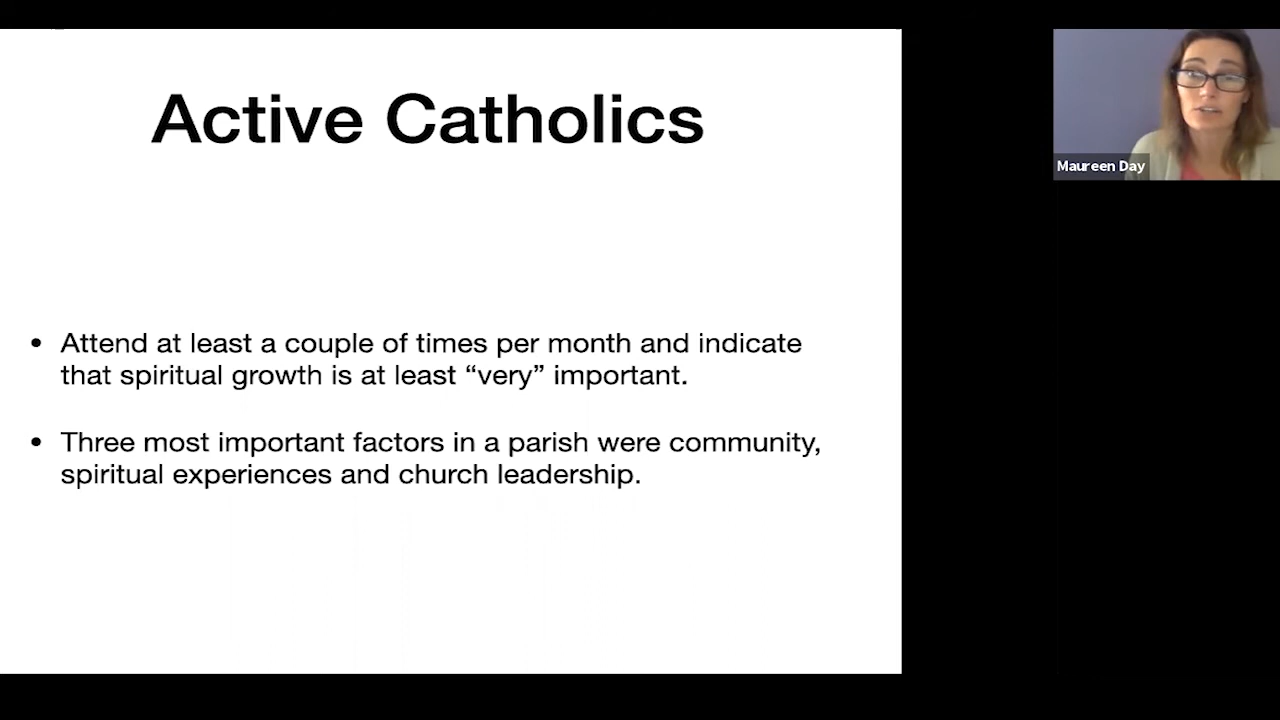 Active Catholics
• Attend at least a couple of times per month and indicate
that spiritual growth is at least “very” important.
• Three most important factors in a parish were community,
spiritual experiences and church leadership.
Maureen Day